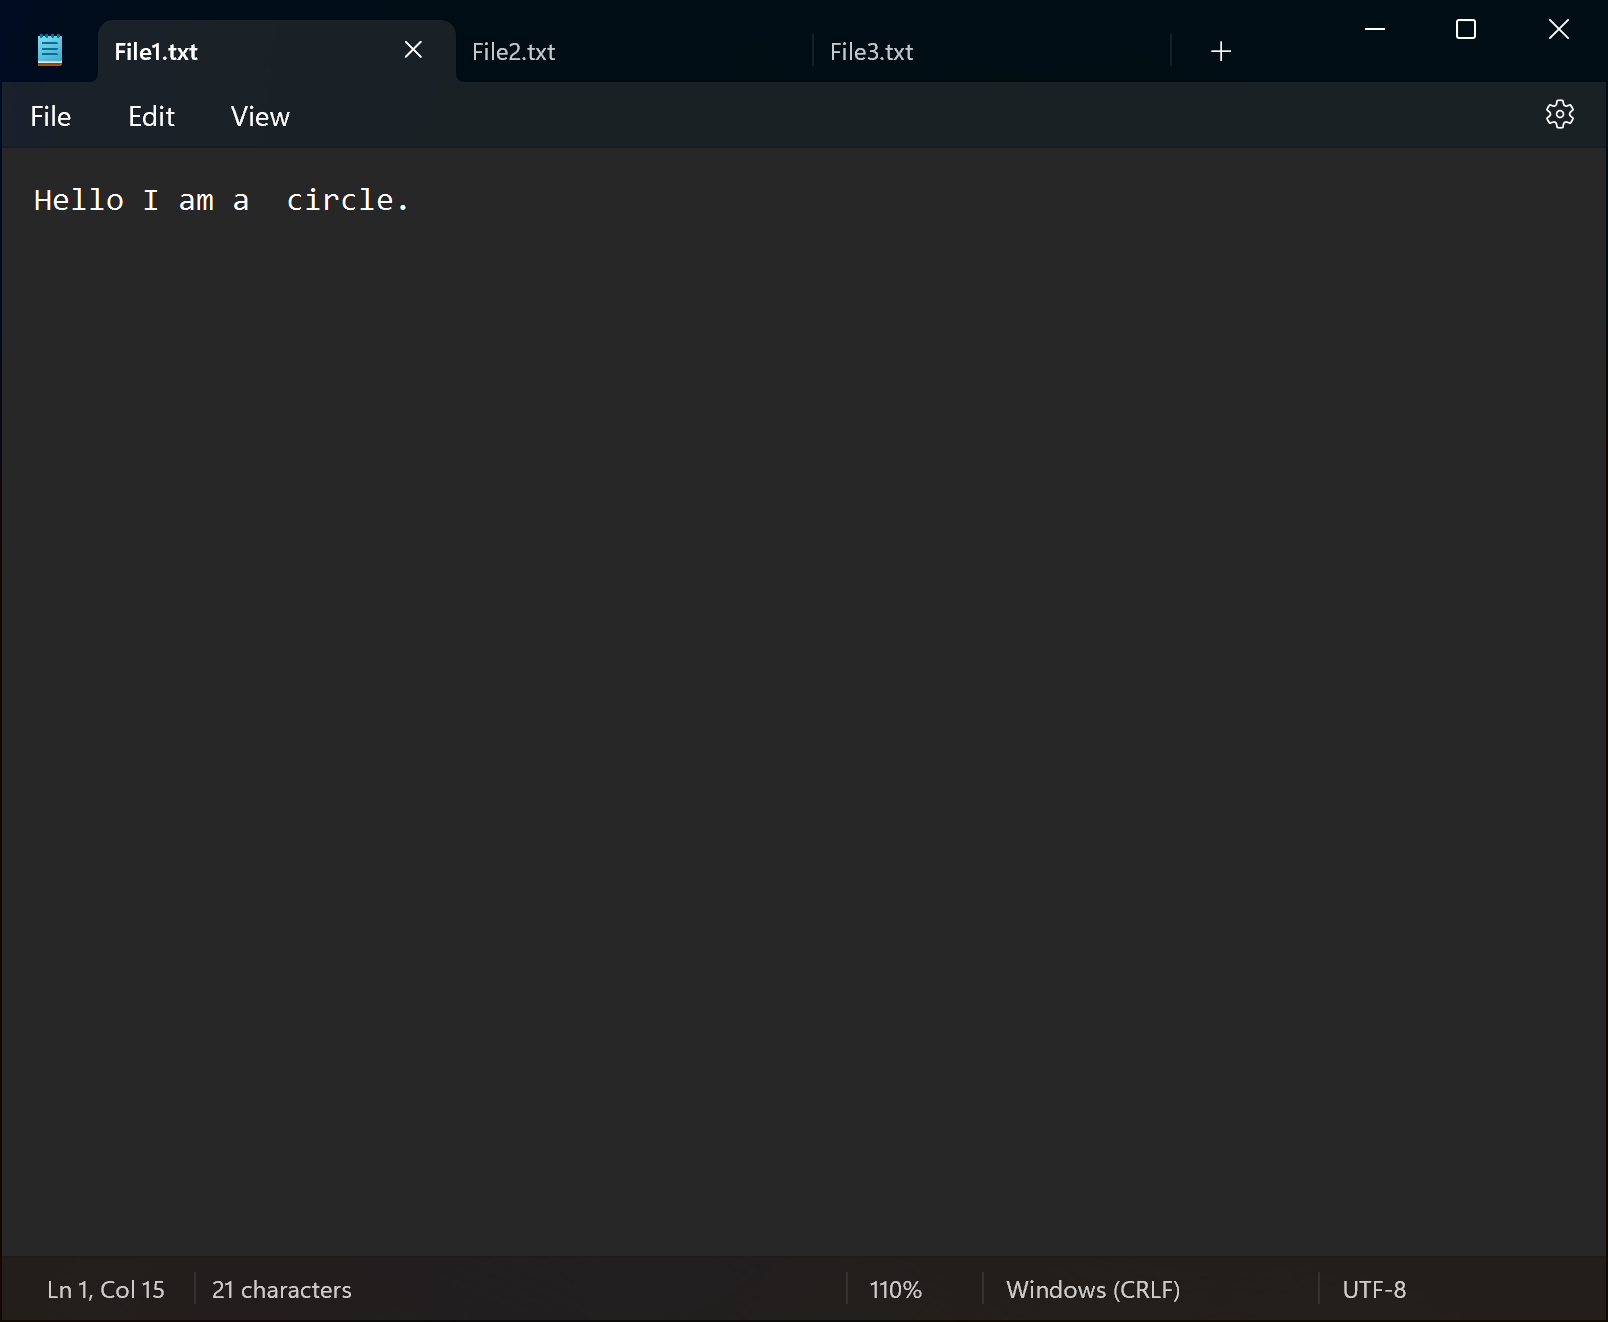 File1.txt File2.txt File3.txt
File Edit View
Hello I am a  circle.
Ln 1, Col 15 21 characters 110% Windows (CRLF) UTF-8